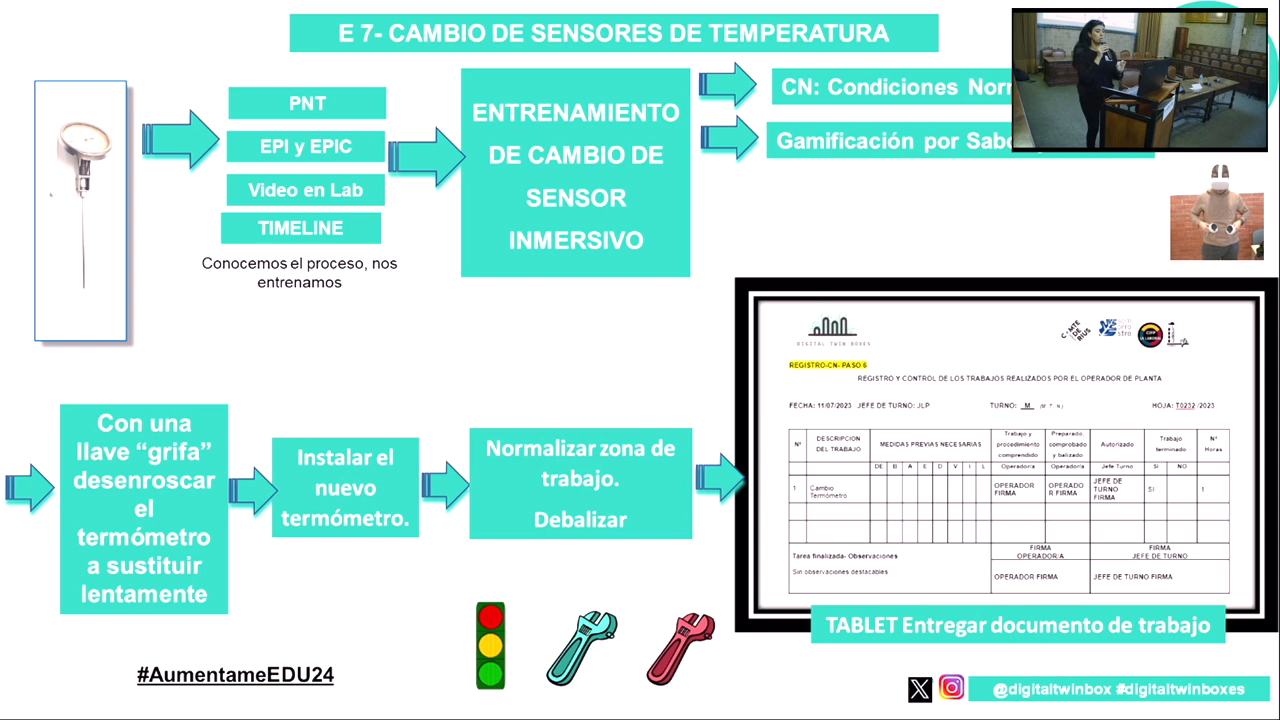 E 7- CAMBIO DE SENSORES DE TEMPERATURA
PNT
EPI y EPIC
Video en Lab
TIMELINE
Conocemos el proceso, nos
entrenamos
ENTRENAMIENTO
DE CAMBIO DE
SENSOR
INMERSIVO
CN: Condiciones
Gamificación por
Con una
llave “grifa”
desenroscar
el
termómetro
a sustituir
lentamente
Instalar el
nuevo
termómetro.
Normalizar zona de
trabajo.
Debalizar
DIGITAL TWIN BOXES
REGISTRO-CN- PASO 6
REGISTRO Y CONTROL DE LOS TRABAJOS REALIZADOS POR EL OPERADOR DE PLANTA
FECHA: 11/07/2023 JEFE DE TURNO: JLP TURNO: M (M T N) HOJA: T0232 /2023
Nº DESCRIPCION DEL TRABAJO MEDIDAS PREVIAS NECESARIAS Trabajo y procedimiento comprendido Preparado comprobado y balizado Autorizado Trabajo terminado Nº Horas
DE B A E D V I L Operador/a Operador/a Jefe Turno SI NO
1 Cambio Termómetro OPERADOR FIRMA OPERADO R FIRMA JEFE DE TURNO FIRMA SI 1
Tarea finalizada- Observaciones
Sin observaciones destacables
FIRMA OPERADOR/A
FIRMA JEFE DE TURNO
OPERADOR FIRMA
JEFE DE TURNO FIRMA
TABLET Entregar documento de trabajo
#AumentameEDU24
@digitaltwinbox #digitaltwinboxes